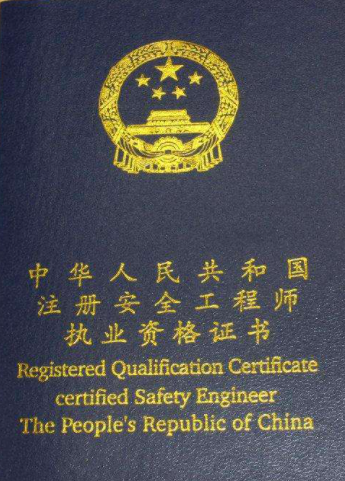 中华人民共和国
注册安全工程师
执业资格证书
Registered Qualification Certificate
certified Safety Engineer
The People's Republic of China